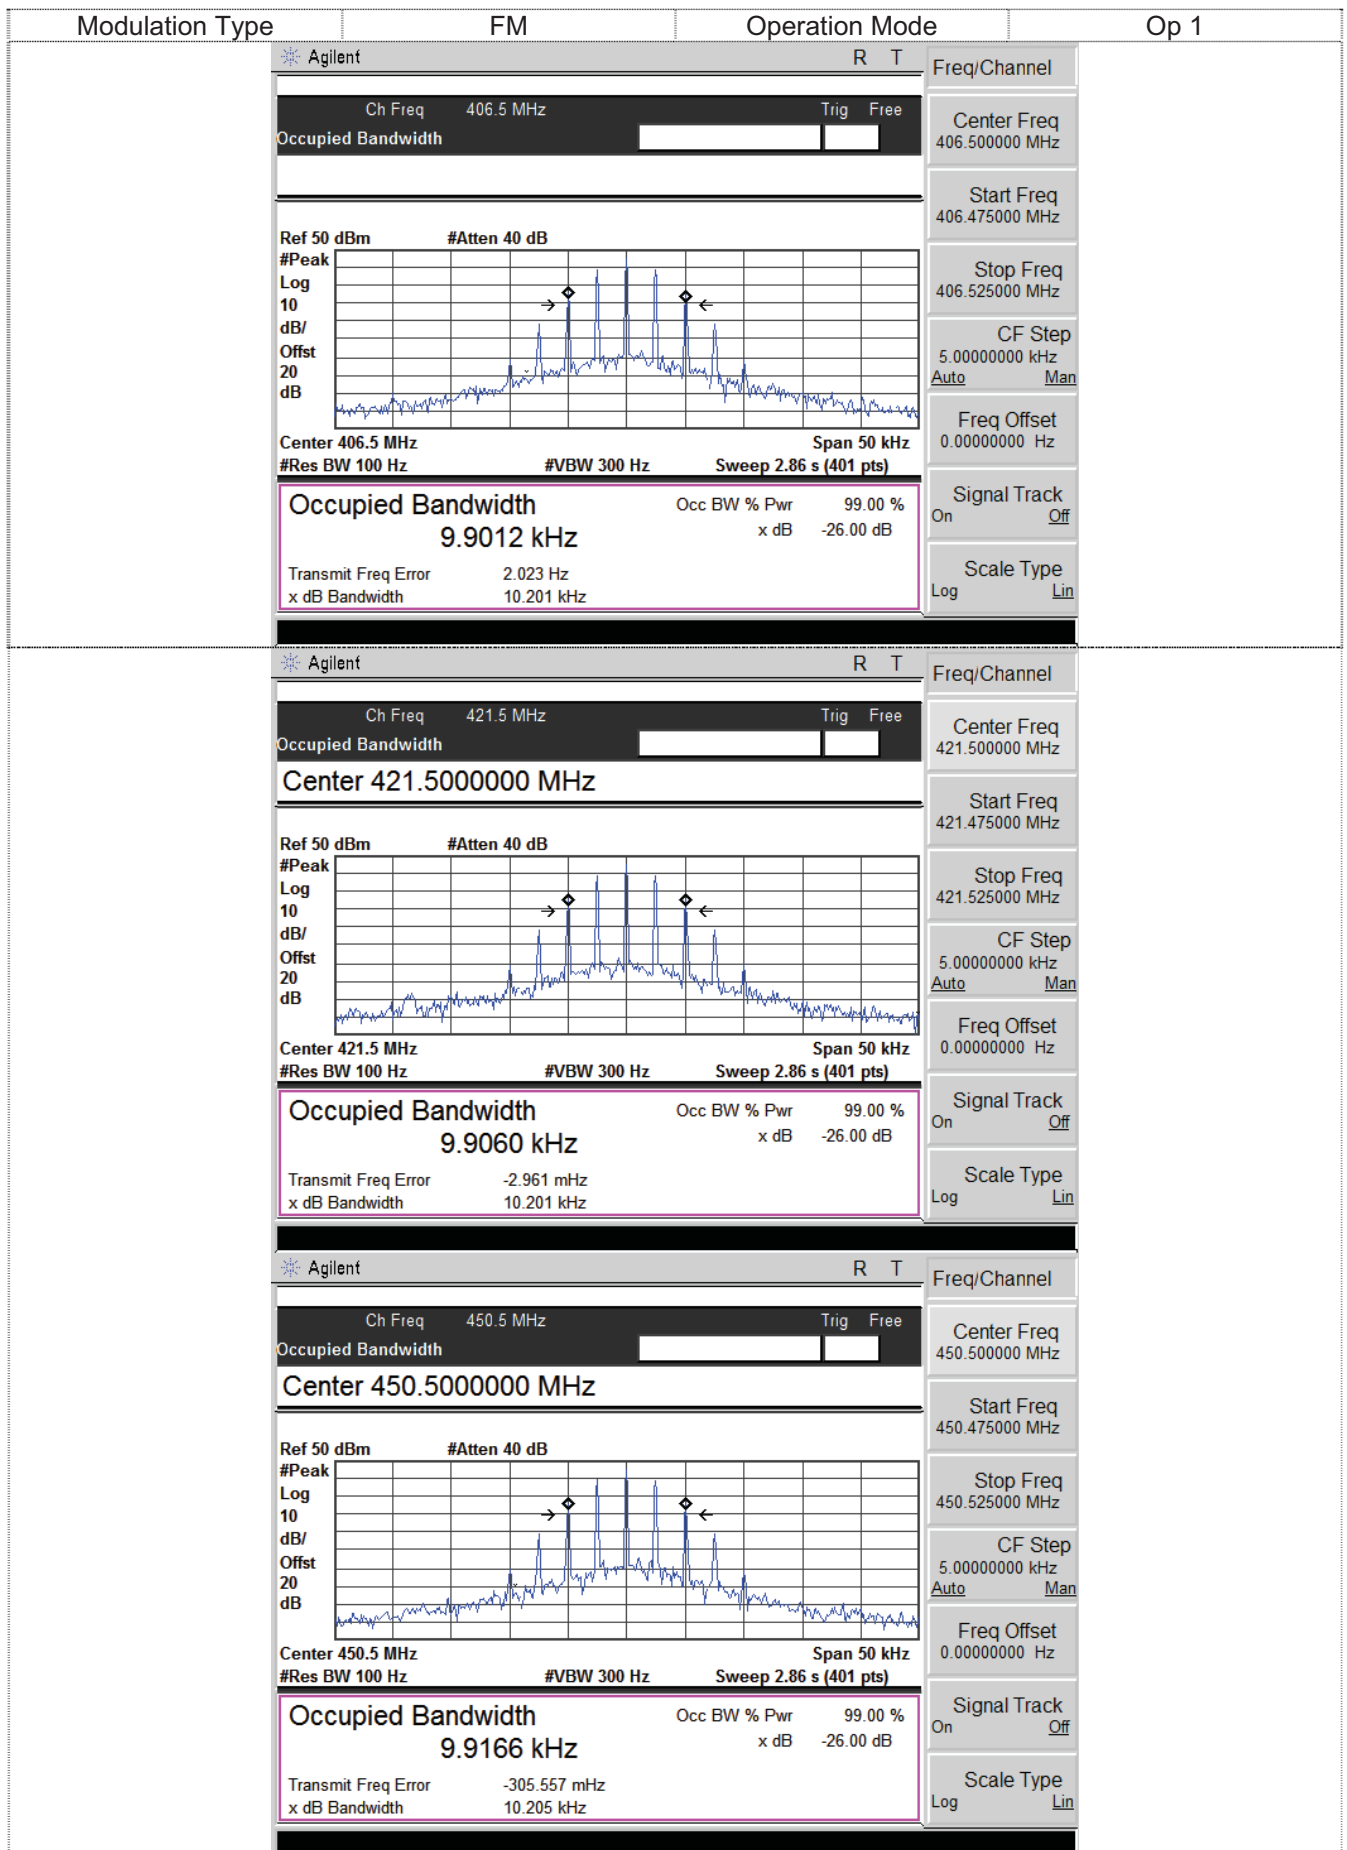 Modulation Type FM Operation Mode Op 1
Agilent R T Freq/Channel
Ch Freq 406.5 MHz Trig Free
Occupied Bandwidth
Center Freq
406.500000 MHz
Start Freq
406.475000 MHz
Stop Freq
406.525000 MHz
CF Step
5.00000000 kHz
Auto Man
Freq Offset
0.00000000 Hz
Signal Track
On Off
Scale Type
Log Lin
Ref 50 dBm #Atten 40 dB
#Peak
Log
10
dB/
Offst
20
dB
Center 406.5 MHz Span 50 kHz
#Res BW 100 Hz #VBW 300 Hz Sweep 2.86 s (401 pts)
Occupied Bandwidth Occ BW % Pwr 99.00 %
9.9012 kHz x dB -26.00 dB
Transmit Freq Error 2.023 Hz
x dB Bandwidth 10.201 kHz
Agilent R T Freq/Channel
Ch Freq 421.5 MHz Trig Free
Occupied Bandwidth
Center 421.5000000 MHz
Center Freq
421.500000 MHz
Start Freq
421.475000 MHz
Stop Freq
421.525000 MHz
CF Step
5.00000000 kHz
Auto Man
Freq Offset
0.00000000 Hz
Signal Track
On Off
Scale Type
Log Lin
Ref 50 dBm #Atten 40 dB
#Peak
Log
10
dB/
Offst
20
dB
Center 421.5 MHz Span 50 kHz
#Res BW 100 Hz #VBW 300 Hz Sweep 2.86 s (401 pts)
Occupied Bandwidth Occ BW % Pwr 99.00 %
9.9060 kHz x dB -26.00 dB
Transmit Freq Error -2.961 mHz
x dB Bandwidth 10.201 kHz
Agilent R T Freq/Channel
Ch Freq 450.5 MHz Trig Free
Occupied Bandwidth
Center 450.5000000 MHz
Center Freq
450.500000 MHz
Start Freq
450.475000 MHz
Stop Freq
450.525000 MHz
CF Step
5.00000000 kHz
Auto Man
Freq Offset
0.00000000 Hz
Signal Track
On Off
Scale Type
Log Lin
Ref 50 dBm #Atten 40 dB
#Peak
Log
10
dB/
Offst
20
dB
Center 450.5 MHz Span 50 kHz
#Res BW 100 Hz #VBW 300 Hz Sweep 2.86 s (401 pts)
Occupied Bandwidth Occ BW % Pwr 99.00 %
9.9166 kHz x dB -26.00 dB
Transmit Freq Error -305.557 mHz
x dB Bandwidth 10.205 kHz